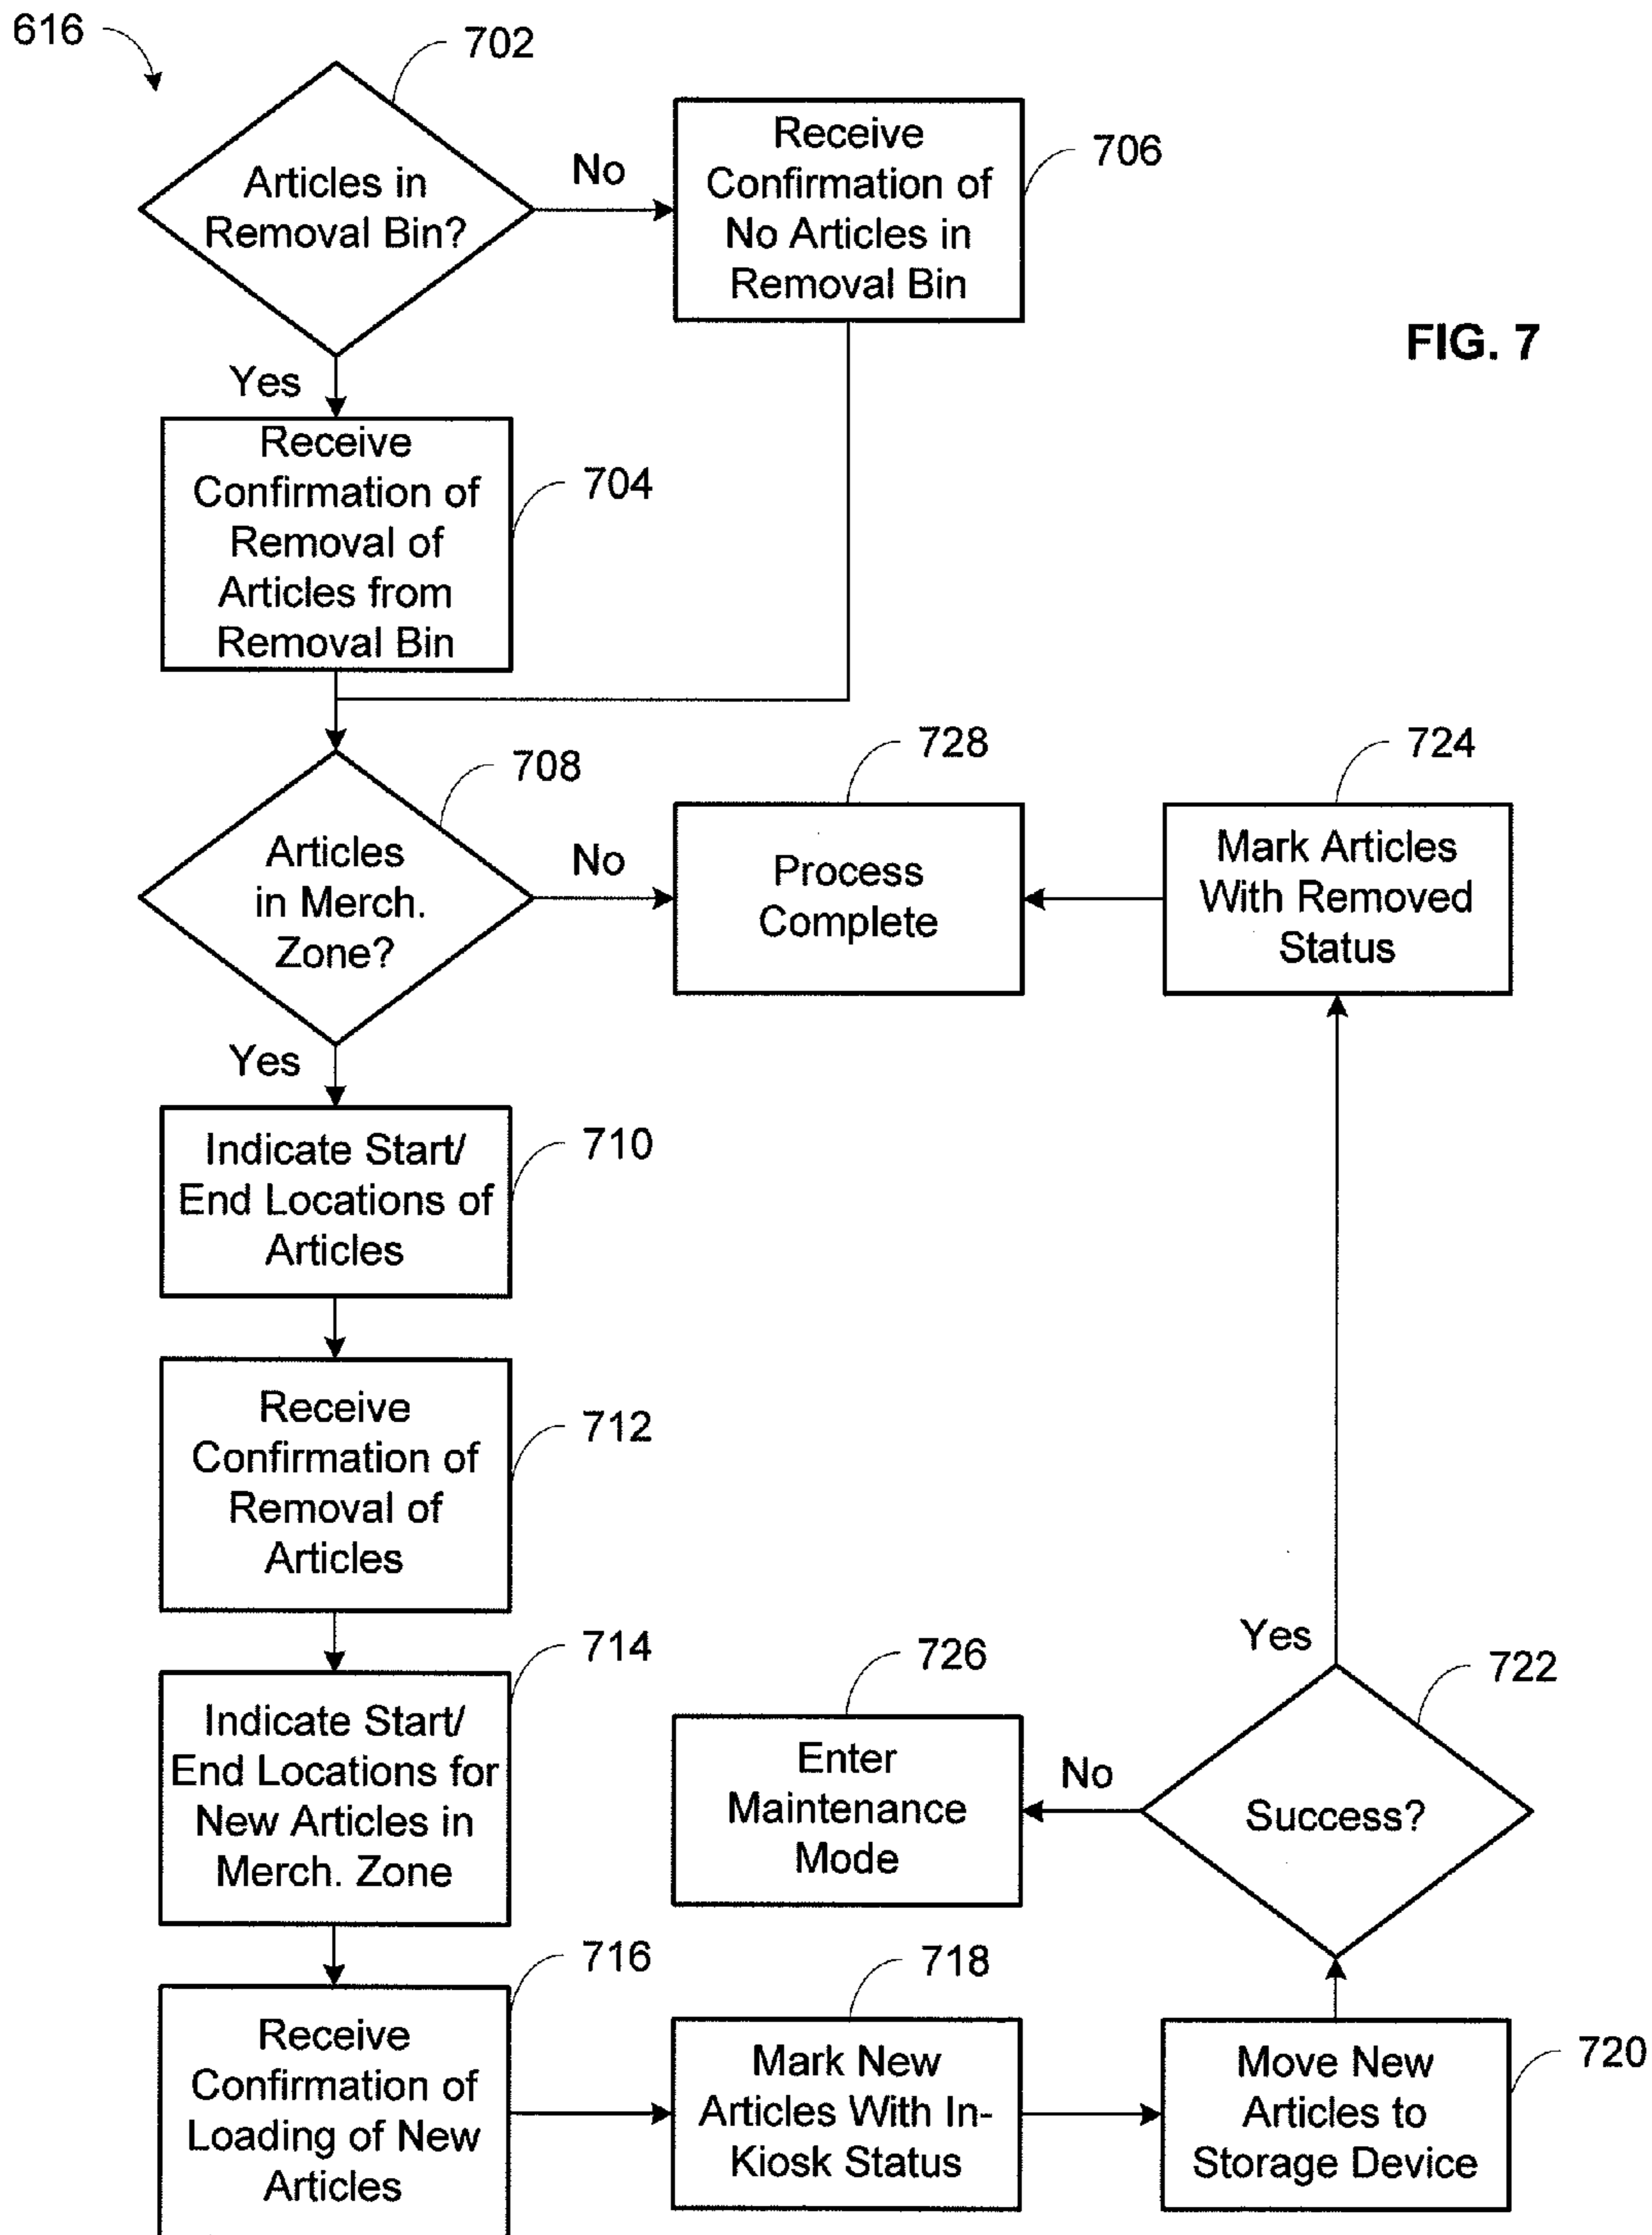 616
702
Articles in
Removal Bin?
No
Receive
Confirmation of
No Articles in
Removal Bin
706
FIG. 7
Yes
Receive
Confirmation of
Removal of
Articles from
Removal Bin
704
708
Articles
in Merch.
Zone?
No
728
Process
Complete
724
Mark Articles
With Removed
Status
Yes
Indicate Start/
End Locations of
Articles
710
Receive
Confirmation of
Removal of
Articles
712
Indicate Start/
End Locations for
New Articles in
Merch. Zone
714
726
Enter
Maintenance
Mode
No
Yes
722
Success?
716
Receive
Confirmation of
Loading of New
Articles
718
Mark New
Articles With In-
Kiosk Status
Move New
Articles to
Storage Device
720